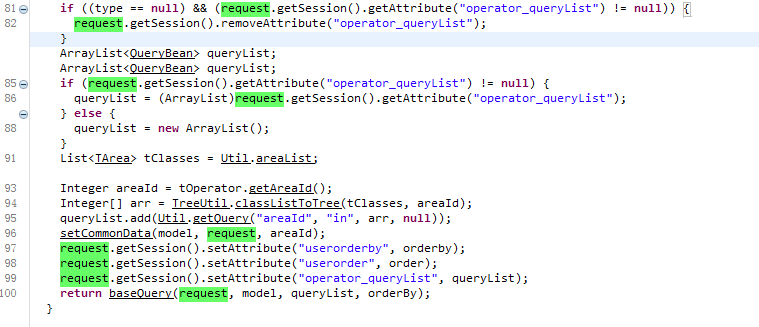 81 if ((type == null) && (request.getSession().getAttribute("operator_queryList") != null)) {
82 request.getSession().removeAttribute("operator_queryList");
}
ArrayList<QueryBean> queryList;
ArrayList<QueryBean> queryList;
85 if (request.getSession().getAttribute("operator_queryList") != null) {
86 queryList = (ArrayList)request.getSession().getAttribute("operator_queryList");
} else {
88 queryList = new ArrayList();
}
91 List<TArea> tClasses = Util.areaList;
93 Integer areaId = tOperator.getAreaId();
94 Integer[] arr = TreeUtil.classListToTree(tClasses, areaId);
95 queryList.add(Util.getQuery("areaId", "in", arr, null));
96 setCommonData(model, request, areaId);
97 request.getSession().setAttribute("userorderby", orderby);
98 request.getSession().setAttribute("userorder", order);
99 request.getSession().setAttribute("operator_queryList", queryList);
100 return baseQuery(request, model, queryList, orderBy);
}